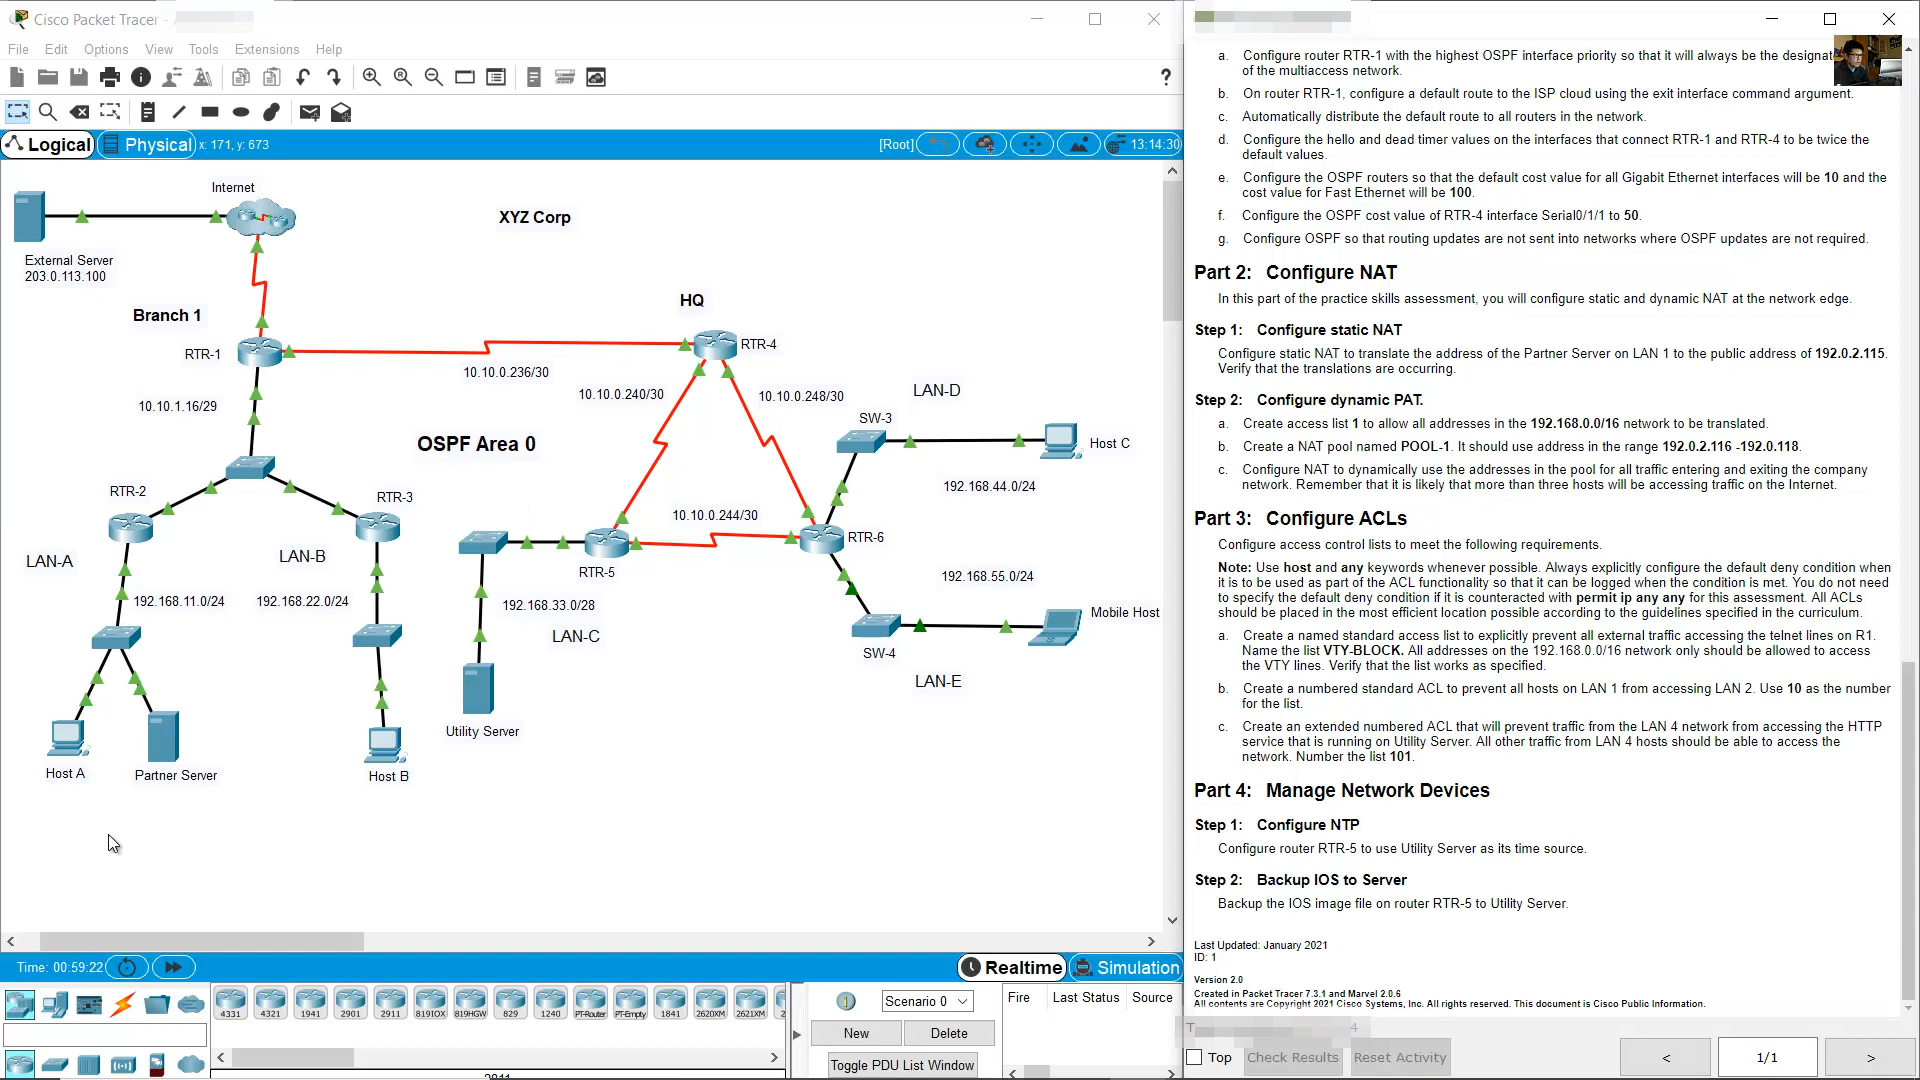 Cisco Packet Tracer
File Edit Options View Tools Extensions Help
?
Logical
Physical
x: 171, y: 673
[Root]
13:14:30
Internet
XYZ Corp
External Server
203.0.113.100
HQ
Branch 1
RTR-1
RTR-4
10.10.0.236/30
10.10.0.240/30
10.10.0.248/30
LAN-D
10.10.1.16/29
SW-3
OSPF Area 0
Host C
192.168.44.0/24
RTR-2
RTR-3
10.10.0.244/30
RTR-6
LAN-A
LAN-B
RTR-5
192.168.55.0/24
192.168.11.0/24
192.168.22.0/24
192.168.33.0/28
Mobile Host
LAN-C
SW-4
LAN-E
Utility Server
Host A
Partner Server
Host B
Time: 00:59:22
Realtime
Simulation
4331
4321
1941
2901
2911
819IOX
819HGW
829
1240
PT-Router
PT-Empty
1841
2620XM
2621XM
2811
Scenario 0
New
Delete
Toggle PDU List Window
Fire
Last Status
Source
a. Configure router RTR-1 with the highest OSPF interface priority so that it will always be the
of the multiaccess network.
b. On router RTR-1, configure a default route to the ISP cloud using the exit interface command argument.
c. Automatically distribute the default route to all routers in the network.
d. Configure the hello and dead timer values on the interfaces that connect RTR-1 and RTR-4 to be twice the
default values.
e. Configure the OSPF routers so that the default cost value for all Gigabit Ethernet interfaces will be 10 and the
cost value for Fast Ethernet will be 100.
f. Configure the OSPF cost value of RTR-4 interface Serial0/1/1 to 50.
g. Configure OSPF so that routing updates are not sent into networks where OSPF updates are not required.
Part 2: Configure NAT
In this part of the practice skills assessment, you will configure static and dynamic NAT at the network edge.
Step 1: Configure static NAT
Configure static NAT to translate the address of the Partner Server on LAN 1 to the public address of 192.0.2.115.
Verify that the translations are occurring.
Step 2: Configure dynamic PAT.
a. Create access list 1 to allow all addresses in the 192.168.0.0/16 network to be translated.
b. Create a NAT pool named POOL-1. It should use address in the range 192.0.2.116 -192.0.118.
c. Configure NAT to dynamically use the addresses in the pool for all traffic entering and exiting the company
network. Remember that it is likely that more than three hosts will be accessing traffic on the Internet.
Part 3: Configure ACLs
Configure access control lists to meet the following requirements.
Note: Use host and any keywords whenever possible. Always explicitly configure the default deny condition when
it is to be used as part of the ACL functionality so that it can be logged when the condition is met. You do not need
to specify the default deny condition if it is counteracted with permit ip any any for this assessment. All ACLs
should be placed in the most efficient location possible according to the guidelines specified in the curriculum.
a. Create a named standard access list to explicitly prevent all external traffic accessing the telnet lines on R1.
Name the list VTY-BLOCK. All addresses on the 192.168.0.0/16 network only should be allowed to access
the VTY lines. Verify that the list works as specified.
b. Create a numbered standard ACL to prevent all hosts on LAN 1 from accessing LAN 2. Use 10 as the number
for the list.
c. Create an extended numbered ACL that will prevent traffic from the LAN 4 network from accessing the HTTP
service that is running on Utility Server. All other traffic from LAN 4 hosts should be able to access the
network. Number the list 101.
Part 4: Manage Network Devices
Step 1: Configure NTP
Configure router RTR-5 to use Utility Server as its time source.
Step 2: Backup IOS to Server
Backup the IOS image file on router RTR-5 to Utility Server.
Last Updated: January 2021
ID: 1
Version 2.0
Created in Packet Tracer 7.3.1 and Marvel 2.0.6
All contents are Copyright 2021 Cisco Systems, Inc. All rights reserved. This document is Cisco Public Information.
Top
Check Results
Reset Activity
<
1/1
>